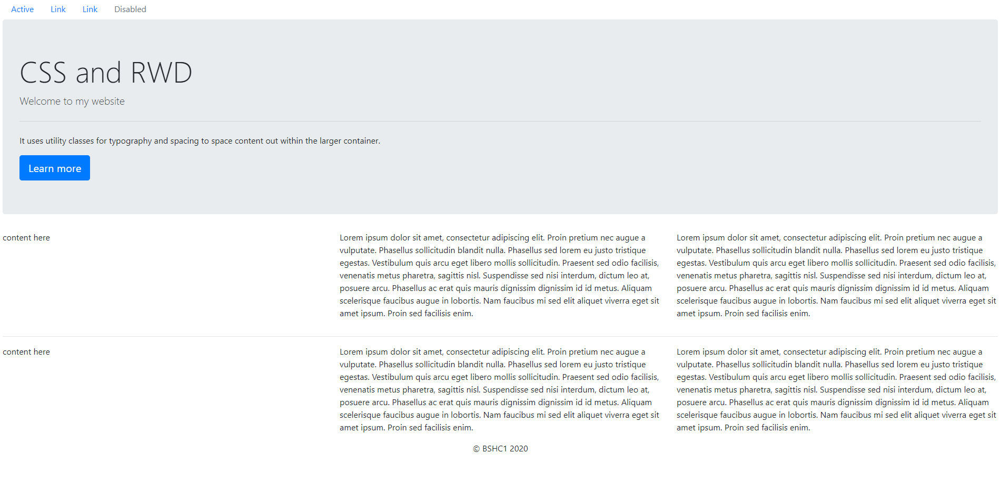 Active Link Link Disabled
CSS and RWD
Welcome to my website
It uses utility classes for typography and spacing to space content out within the larger container.
Learn more
content here
Lorem ipsum dolor sit amet, consectetur adipiscing elit. Proin pretium nec augue a
vulputate. Phasellus sollicitudin blandit nulla. Phasellus sed lorem eu justo tristique
egestas. Vestibulum quis arcu eget libero mollis sollicitudin. Praesent sed odio facilisis,
venenatis metus pharetra, sagittis nisl. Suspendisse sed nisi interdum, dictum leo at,
posuere arcu. Phasellus ac erat quis mauris dignissim dignissim id id metus. Aliquam
scelerisque faucibus augue in lobortis. Nam faucibus mi sed elit aliquet viverra eget sit
amet ipsum. Proin sed facilisis enim.
Lorem ipsum dolor sit amet, consectetur adipiscing elit. Proin pretium nec augue a
vulputate. Phasellus sollicitudin blandit nulla. Phasellus sed lorem eu justo tristique
egestas. Vestibulum quis arcu eget libero mollis sollicitudin. Praesent sed odio facilisis,
venenatis metus pharetra, sagittis nisl. Suspendisse sed nisi interdum, dictum leo at,
posuere arcu. Phasellus ac erat quis mauris dignissim dignissim id id metus. Aliquam
scelerisque faucibus augue in lobortis. Nam faucibus mi sed elit aliquet viverra eget sit
amet ipsum. Proin sed facilisis enim.
content here
Lorem ipsum dolor sit amet, consectetur adipiscing elit. Proin pretium nec augue a
vulputate. Phasellus sollicitudin blandit nulla. Phasellus sed lorem eu justo tristique
egestas. Vestibulum quis arcu eget libero mollis sollicitudin. Praesent sed odio facilisis,
venenatis metus pharetra, sagittis nisl. Suspendisse sed nisi interdum, dictum leo at,
posuere arcu. Phasellus ac erat quis mauris dignissim dignissim id id metus. Aliquam
scelerisque faucibus augue in lobortis. Nam faucibus mi sed elit aliquet viverra eget sit
amet ipsum. Proin sed facilisis enim.
Lorem ipsum dolor sit amet, consectetur adipiscing elit. Proin pretium nec augue a
vulputate. Phasellus sollicitudin blandit nulla. Phasellus sed lorem eu justo tristique
egestas. Vestibulum quis arcu eget libero mollis sollicitudin. Praesent sed odio facilisis,
venenatis metus pharetra, sagittis nisl. Suspendisse sed nisi interdum, dictum leo at,
posuere arcu. Phasellus ac erat quis mauris dignissim dignissim id id metus. Aliquam
scelerisque faucibus augue in lobortis. Nam faucibus mi sed elit aliquet viverra eget sit
amet ipsum. Proin sed facilisis enim.
© BSHC1 2020